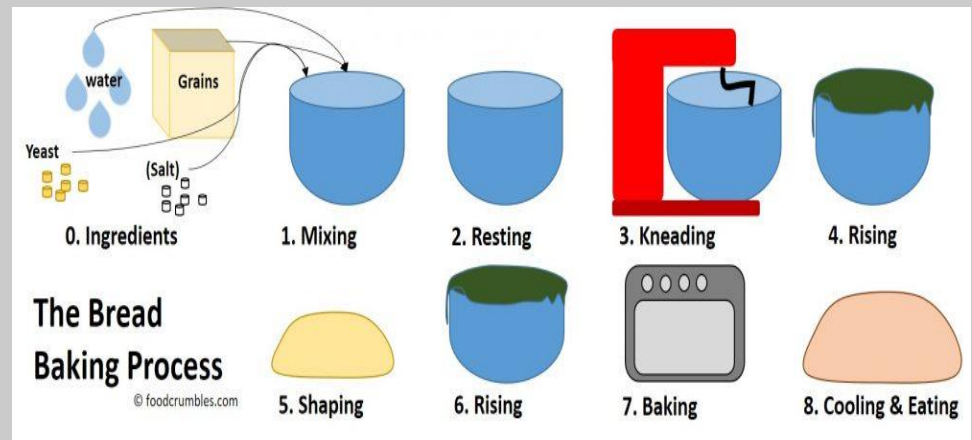 water
Grains
Yeast
(Salt)
0. Ingredients
1. Mixing
2. Resting
3. Kneading
4. Rising
The Bread
Baking Process
© foodcrumbles.com
5. Shaping
6. Rising
7. Baking
8. Cooling & Eating